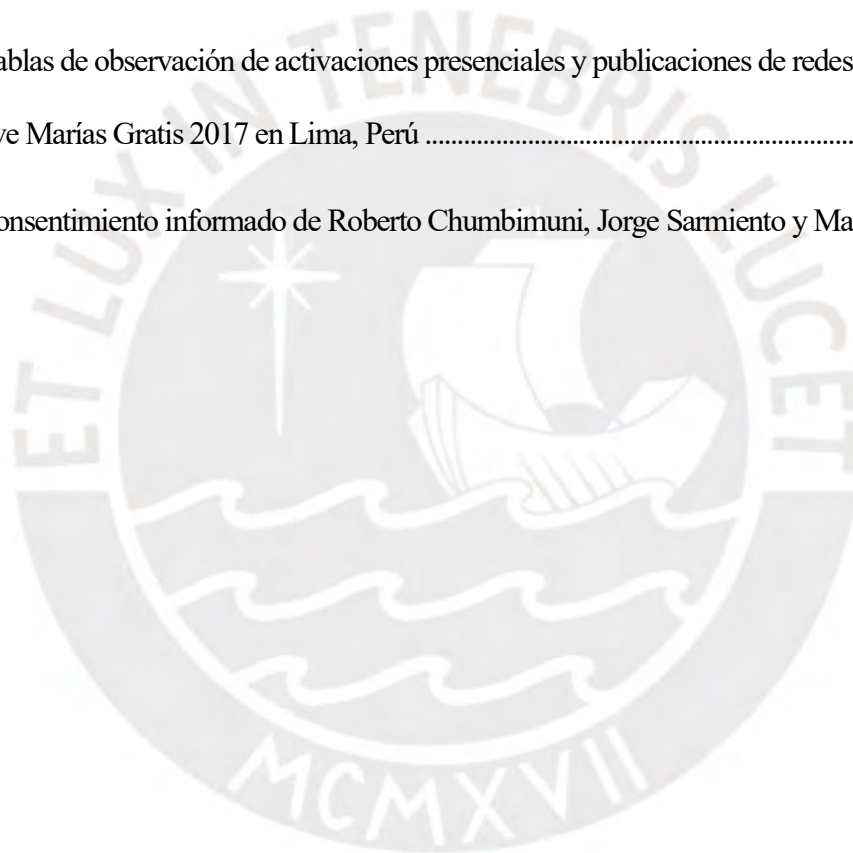 ablas de observación de activaciones presenciales y publicaciones de redes
ve Marías Gratis 2017 en Lima, Perú ................................................................................
onsentimiento informado de Roberto Chumbimuni, Jorge Sarmiento y Ma
ET LUX IN TENEBRIS LUCET
MCMXVII